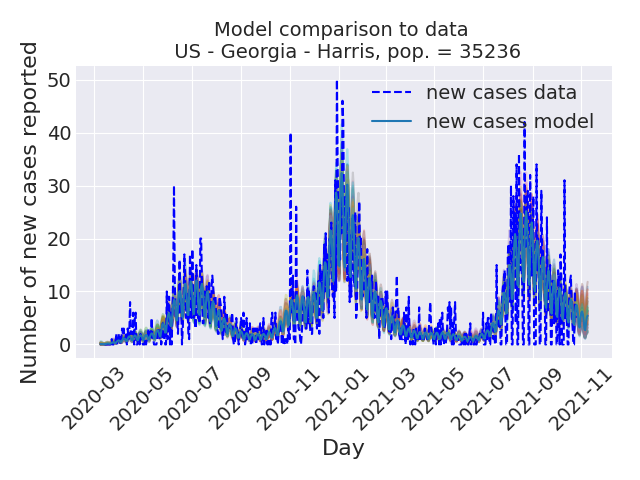 Model comparison to data
US - Georgia - Harris, pop. = 35236
new cases data
new cases model
Number of new cases reported
50
40
30
20
10
0
2020-03
2020-05
2020-07
2020-09
2020-11
2021-01
2021-03
2021-05
2021-07
2021-09
2021-11
Day